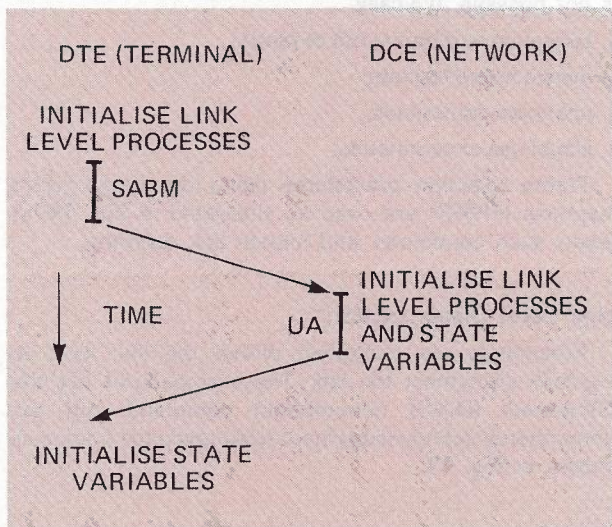 DTE (TERMINAL)
DCE (NETWORK)
INITIALISE LINK
LEVEL PROCESSES
SABM
TIME
INITIALISE LINK
LEVEL PROCESSES
AND STATE
VARIABLES
UA
INITIALISE STATE
VARIABLES